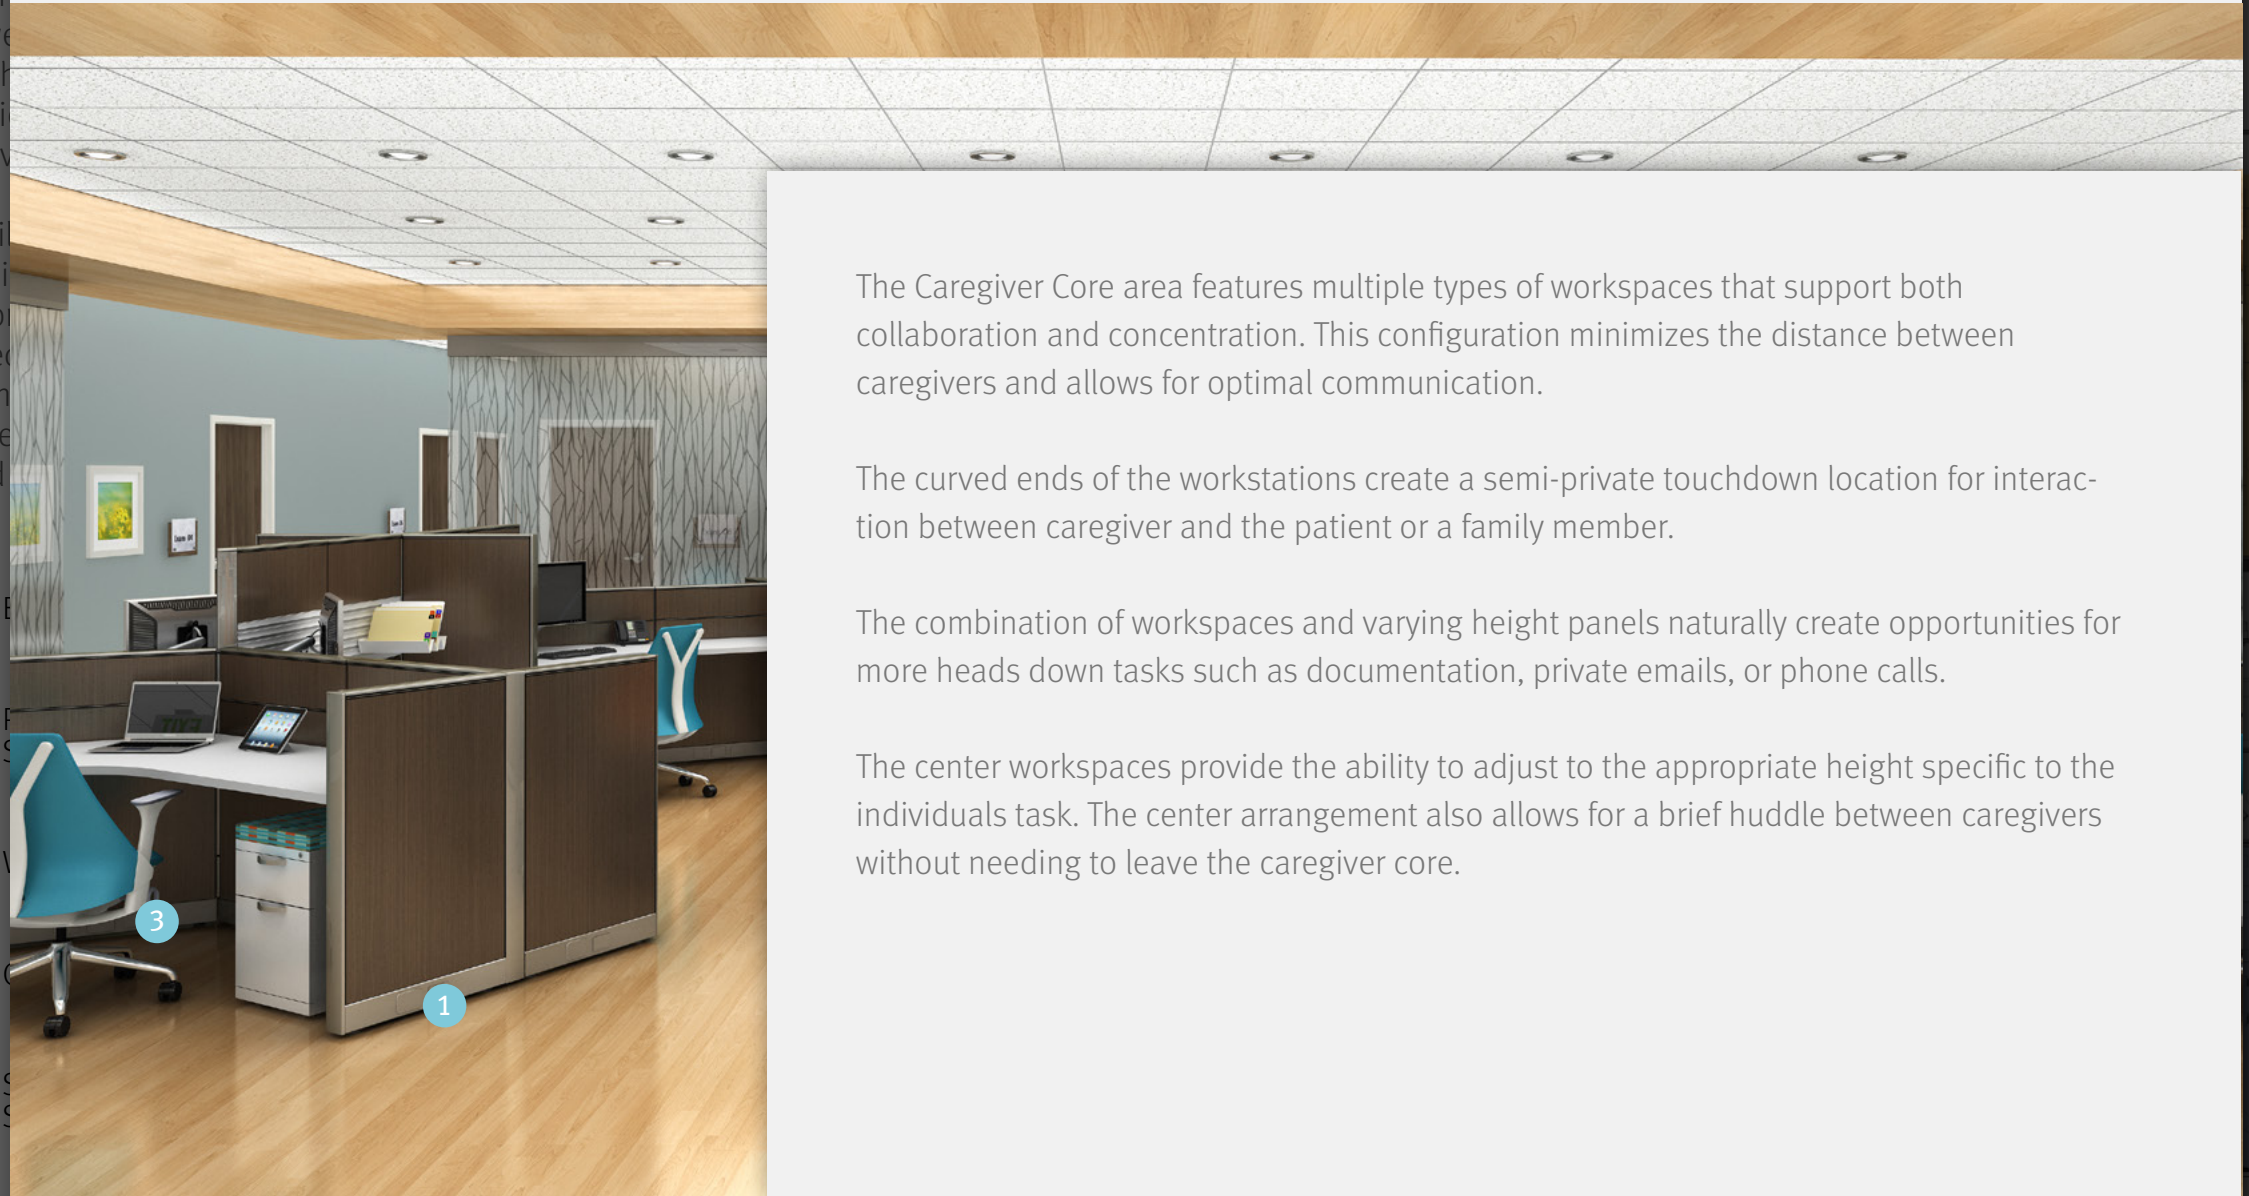 The Caregiver Core area features multiple types of workspaces that support both
collaboration and concentration. This configuration minimizes the distance between
caregivers and allows for optimal communication.
The curved ends of the workstations create a semi-private touchdown location for interac-
tion between caregiver and the patient or a family member.
The combination of workspaces and varying height panels naturally create opportunities for
more heads down tasks such as documentation, private emails, or phone calls.
The center workspaces provide the ability to adjust to the appropriate height specific to the
individuals task. The center arrangement also allows for a brief huddle between caregivers
without needing to leave the caregiver core.
3
1